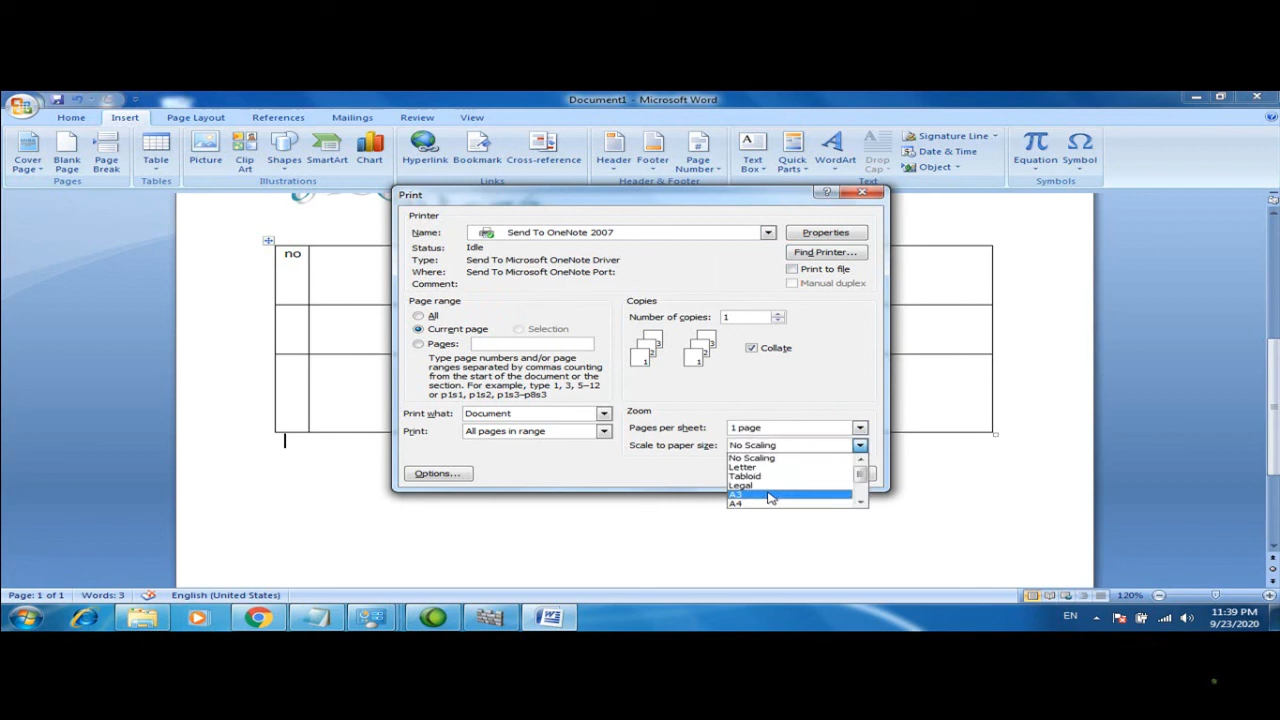 Document1 - Microsoft Word
Home Insert Page Layout References Mailings Review View
Cover Page Blank Page Page Break Table Picture Clip Art Shapes SmartArt Chart Hyperlink Bookmark Cross-reference Header Footer Page Number Text Box Quick Parts WordArt Drop Cap Signature Line Date & Time Object Equation Symbol
Pages Tables Illustrations Links Header & Footer Text Symbols
Print
Printer
Name: Send To OneNote 2007 Properties
Status: Idle Find Printer...
Type: Send To Microsoft OneNote Driver Print to file
Where: Send To Microsoft OneNote Port:
Comment: Manual duplex
no
Page range Copies
All Number of copies: 1
Current page Selection
Pages: Collate
Type page numbers and/or page
ranges separated by commas counting
from the start of the document or the
section. For example, type 1, 3, 5–12
or p1s1, p1s2, p1s3–p8s3
3 2 1 3 2 1
Print what: Document Zoom
Print: All pages in range Pages per sheet: 1 page
Scale to paper size: No Scaling
No Scaling
Letter
Tabloid
Legal
A3
A4
Options...
Page: 1 of 1 Words: 3 English (United States) 120%
EN 11:39 PM
9/23/2020